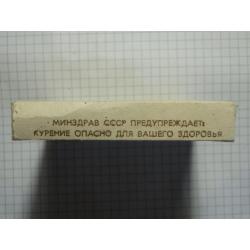 МИНЗДРАВ СССР ПРЕДУПРЕЖДАЕТ:
КУРЕНИЕ ОПАСНО ДЛЯ ВАШЕГО ЗДОРОВЬЯ